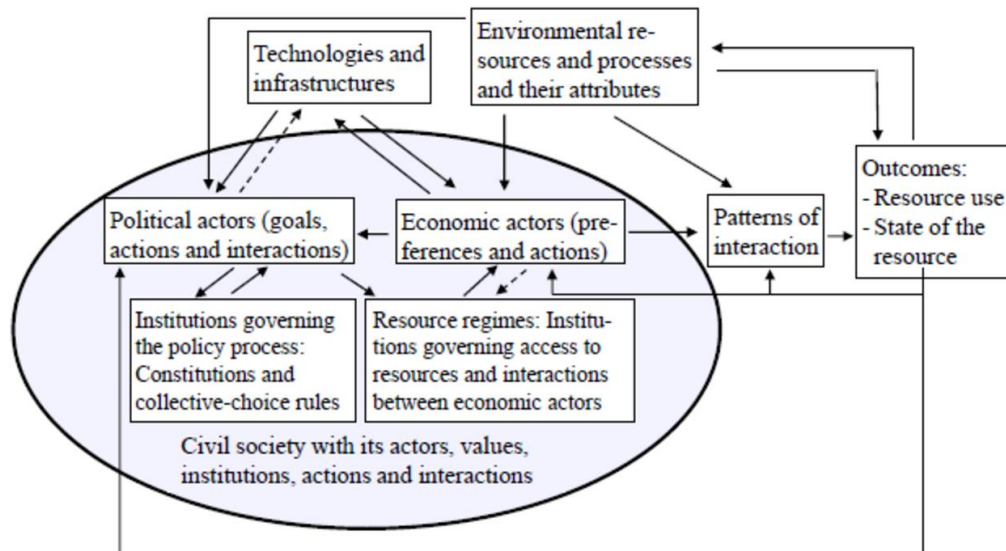 Technologies and
infrastructures
Environmental re-
sources and processes
and their attributes
Political actors (goals,
actions and interactions)
Economic actors (pre-
ferences and actions)
Patterns of
interaction
Outcomes:
- Resource use
- State of the
resource
Institutions governing
the policy process:
Constitutions and
collective-choice rules
Resource regimes: Institu-
tions governing access to
resources and interactions
between economic actors
Civil society with its actors, values,
institutions, actions and interactions